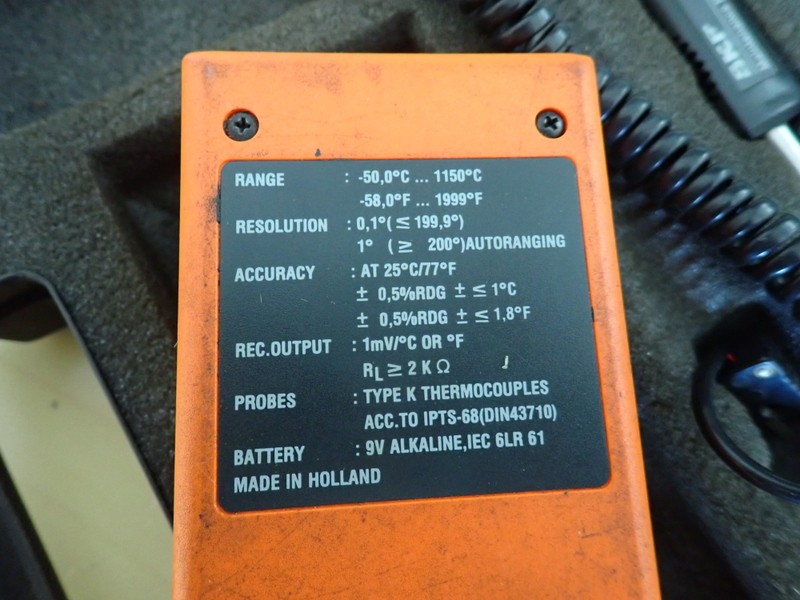 RANGE : -50,0°C ... 1150°C
-58,0°F ... 1999°F
RESOLUTION : 0,1°(≤ 199,9°)
1° (≥ 200°)AUTORANGING
ACCURACY : AT 25°C/77°F
± 0,5%RDG ± ≤ 1°C
± 0,5%RDG ± ≤ 1,8°F
REC.OUTPUT : 1mV/°C OR °F
RL ≥ 2 K Ω
PROBES : TYPE K THERMOCOUPLES
ACC.TO IPTS-68(DIN43710)
BATTERY : 9V ALKALINE,IEC 6LR 61
MADE IN HOLLAND